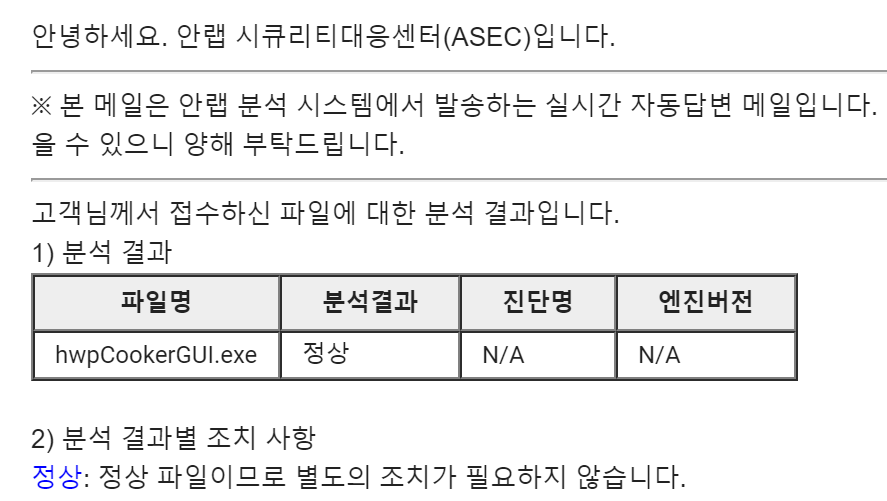 안녕하세요. 안랩 시큐리티대응센터(ASEC)입니다.
※ 본 메일은 안랩 분석 시스템에서 발송하는 실시간 자동답변 메일입니다.
을 수 있으니 양해 부탁드립니다.
고객님께서 접수하신 파일에 대한 분석 결과입니다.
1) 분석 결과
파일명 분석결과 진단명 엔진버전
hwpCookerGUI.exe 정상 N/A N/A
2) 분석 결과별 조치 사항
정상: 정상 파일이므로 별도의 조치가 필요하지 않습니다.